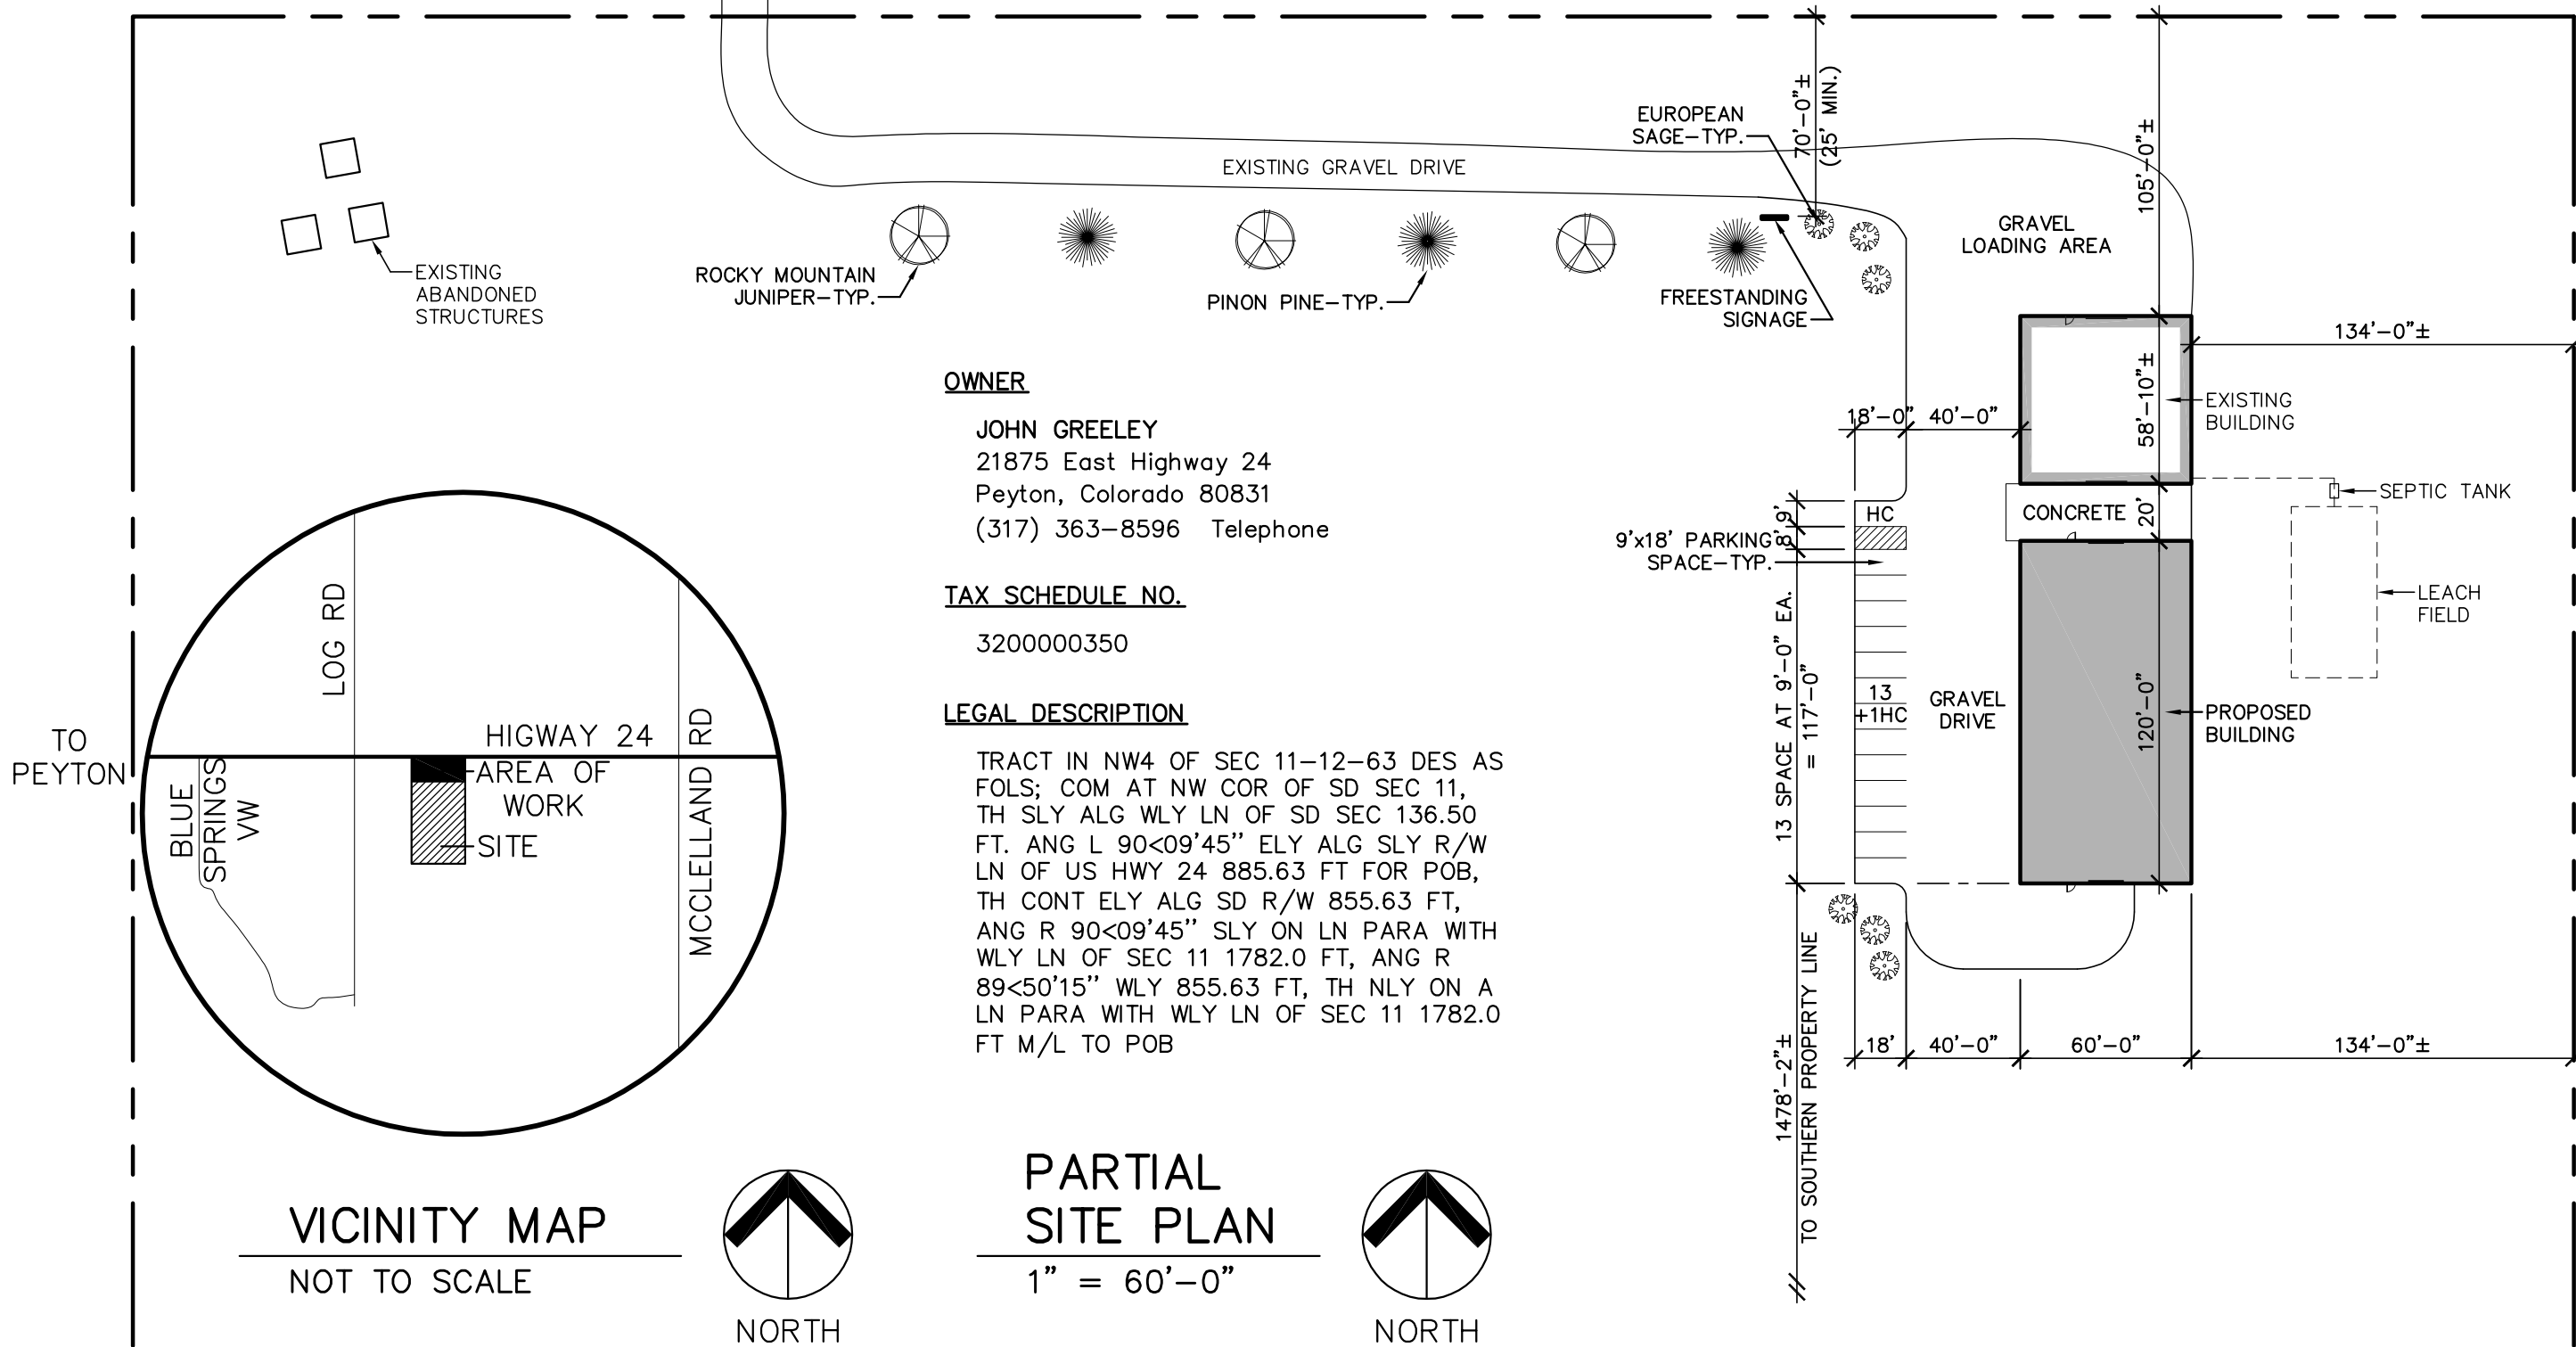 70'-0"±
(25' MIN.)
105'-0"±
EUROPEAN
SAGE-TYP.
EXISTING GRAVEL DRIVE
GRAVEL
LOADING AREA
EXISTING
ABANDONED
STRUCTURES
ROCKY MOUNTAIN
JUNIPER-TYP.
PINON PINE-TYP.
FREESTANDING
SIGNAGE
134'-0"±
58'-10"±
EXISTING
BUILDING
18'-0" 40'-0"
OWNER
JOHN GREELEY
21875 East Highway 24
Peyton, Colorado 80831
(317) 363-8596 Telephone
TAX SCHEDULE NO.
3200000350
LEGAL DESCRIPTION
TRACT IN NW4 OF SEC 11-12-63 DES AS
FOLS; COM AT NW COR OF SD SEC 11,
TH SLY ALG WLY LN OF SD SEC 136.50
FT. ANG L 90<09'45'' ELY ALG SLY R/W
LN OF US HWY 24 885.63 FT FOR POB,
TH CONT ELY ALG SD R/W 855.63 FT,
ANG R 90<09'45'' SLY ON LN PARA WITH
WLY LN OF SEC 11 1782.0 FT, ANG R
89<50'15'' WLY 855.63 FT, TH NLY ON A
LN PARA WITH WLY LN OF SEC 11 1782.0
FT M/L TO POB
SEPTIC TANK
CONCRETE
20'
HC
9'
8'
9'x18' PARKING
SPACE-TYP.
LEACH
FIELD
13 SPACE AT 9'-0" EA.
= 117'-0"
13
+1HC
GRAVEL
DRIVE
120'-0"
PROPOSED
BUILDING
1478'-2"±
TO SOUTHERN PROPERTY LINE
18' 40'-0" 60'-0" 134'-0"±
LOG RD
HIGWAY 24
MCCLELLAND RD
TO
PEYTON
BLUE
SPRINGS
VW
AREA OF
WORK
SITE
VICINITY MAP
NOT TO SCALE
NORTH
PARTIAL
SITE PLAN
1" = 60'-0"
NORTH